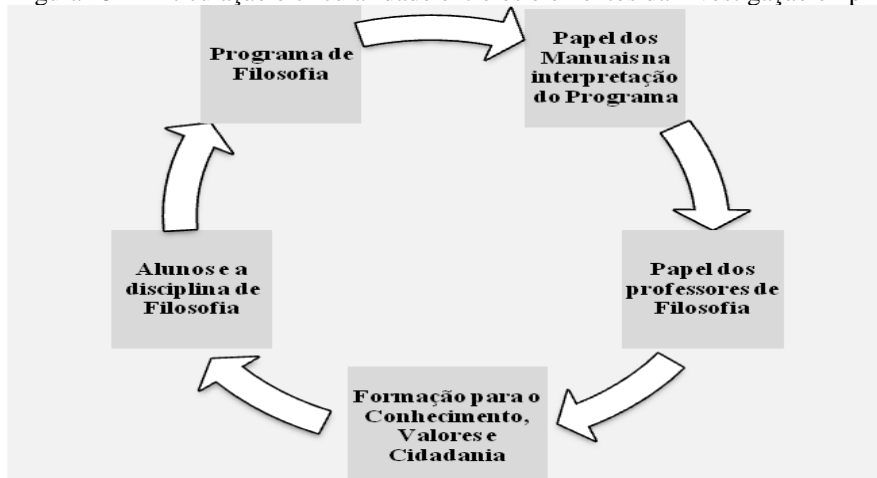 Programa de
Filosofia
Papel dos
Manuais na
interpretação
do Programa
Papel dos
professores de
Filosofia
Formação para o
Conhecimento,
Valores e
Cidadania
Alunos e a
disciplina de
Filosofia